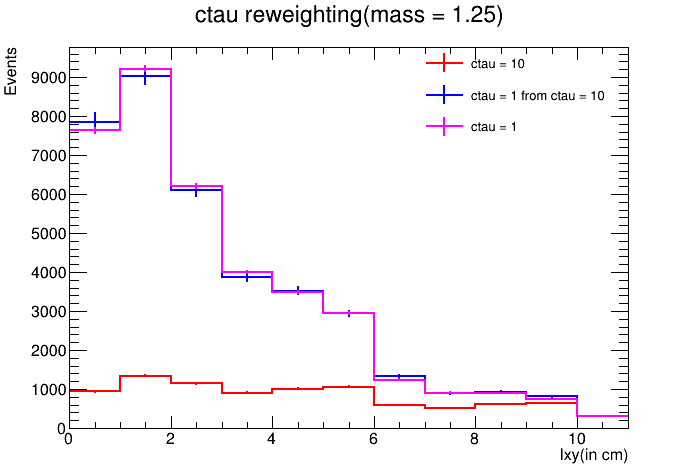 ctau reweighting(mass = 1.25)
Events
ctau = 10
ctau = 1 from ctau = 10
ctau = 1
9000
8000
7000
6000
5000
4000
3000
2000
1000
0
0 2 4 6 8 10
lxy(in cm)